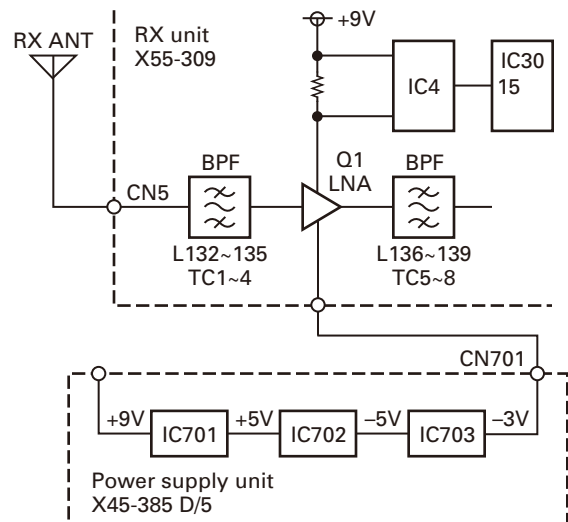 RX ANT
RX unit
X55-309
+9V
IC4
IC30
15
CN5
BPF
Q1
LNA
BPF
L132~135
TC1~4
L136~139
TC5~8
CN701
+9V
IC701
+5V
IC702
–5V
IC703
–3V
Power supply unit
X45-385 D/5